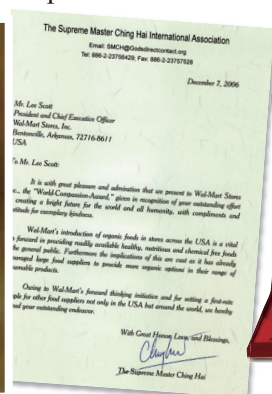 The Supreme Master Ching Hai International Association
Email: SMCH@Godsdirectcontact.org
Tel: 886-2-23758429; Fax: 886-2-23757528
December 7, 2006
Mr. Lee Scott
President and Chief Executive Officer
Wal-Mart Stores, Inc.
Bentonville, Arkansas, 72716-8611
USA
To Mr. Lee Scott:
It is with great pleasure and admiration that we present to Wal-Mart Stores
the "World-Compassion-Award," given in recognition of your outstanding effort
creating a bright future for the world and all humanity, with compliments and
for exemplary kindness.
Wal-Mart's introduction of organic foods in stores across the USA is a vital
forward in providing readily available healthy, nutritious and chemical free foods
the general public. Furthermore the implications of this are vast as it has already
large food suppliers to provide more organic options in their range of
products.
Owing to Wal-Mart's forward thinking initiative and for setting a first-rate
for other food suppliers not only in the USA but around the world, we hereby
your outstanding endeavor.
With Great Honor, Love, and Blessings,
The Supreme Master Ching Hai